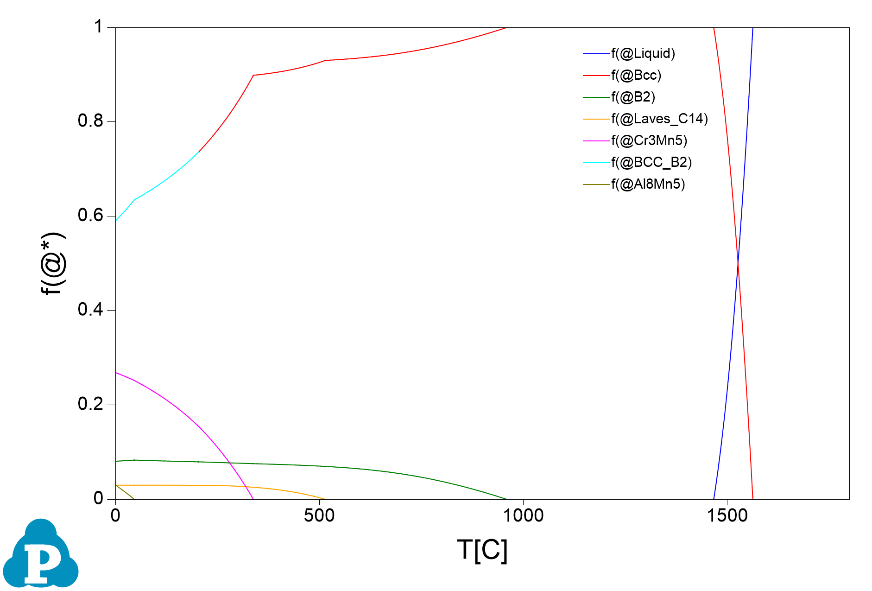 1
0.8
0.6
0.4
0.2
0
f(@*)
0
500
1000
1500
T[C]
f(@Liquid)
f(@Bcc)
f(@B2)
f(@Laves_C14)
f(@Cr3Mn5)
f(@BCC_B2)
f(@Al8Mn5)
P